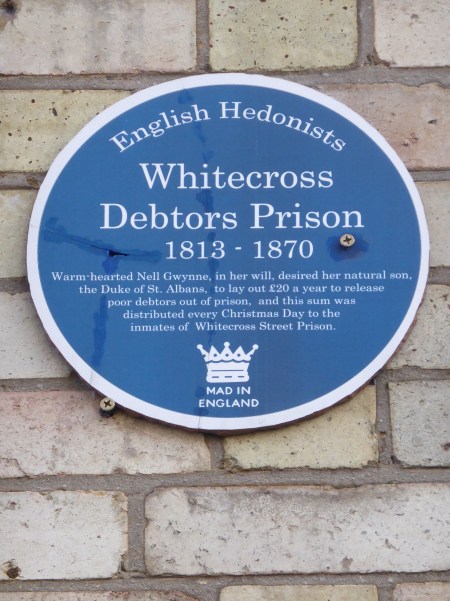 English Hedonists
Whitecross
Debtors Prison
1813 - 1870
Warm-hearted Nell Gwynne, in her will, desired her natural son,
the Duke of St. Albans, to lay out £20 a year to release
poor debtors out of prison, and this sum was
distributed every Christmas Day to the
inmates of Whitecross Street Prison.
MAD IN
ENGLAND